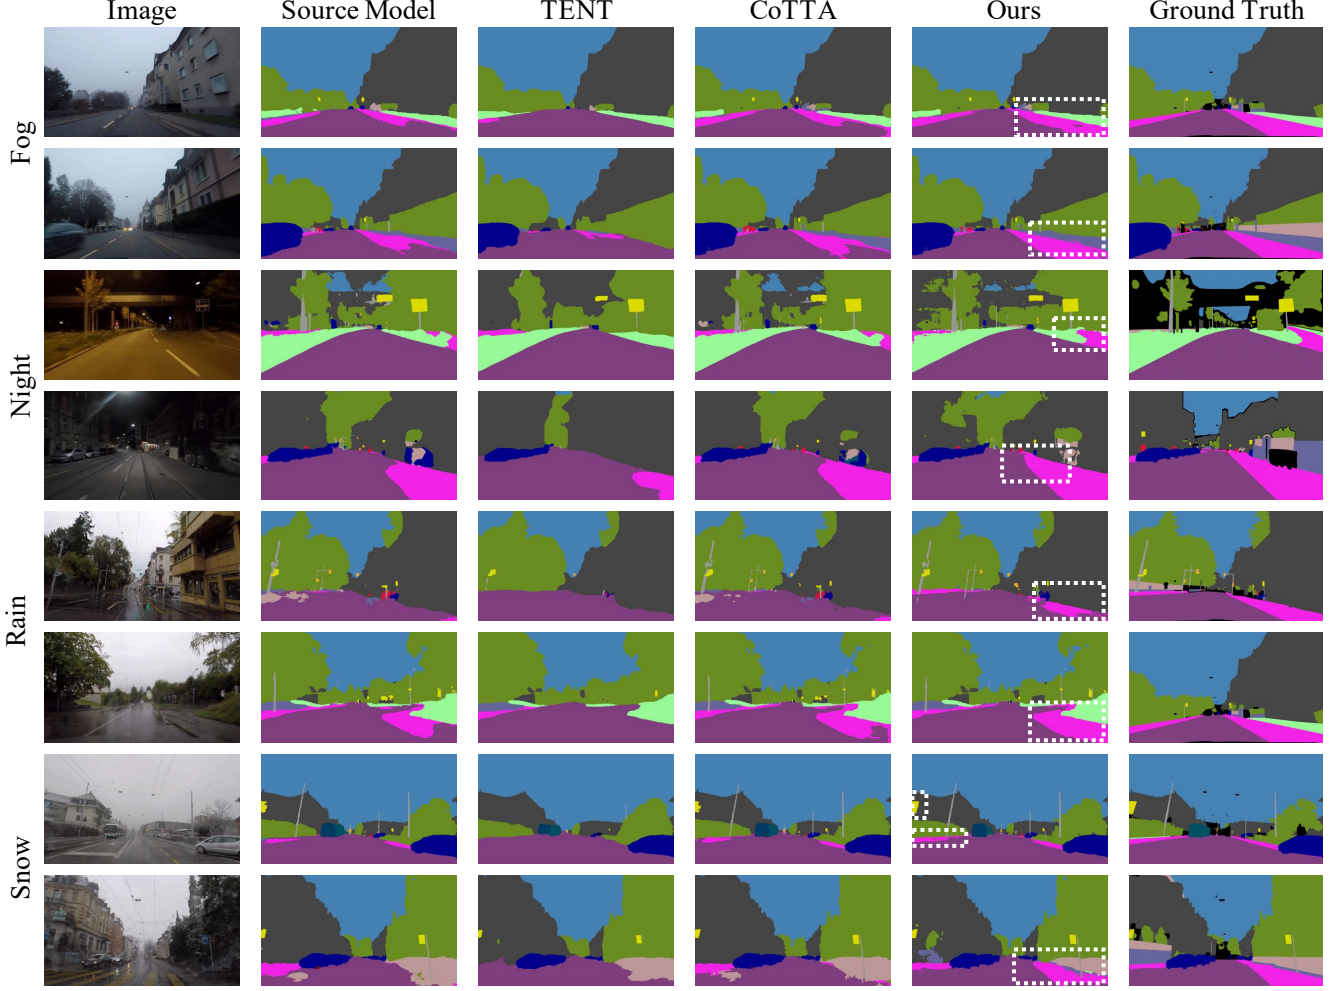 Image Source Model TENT CoTTA Ours Ground Truth
Fog
Night
Rain
Snow